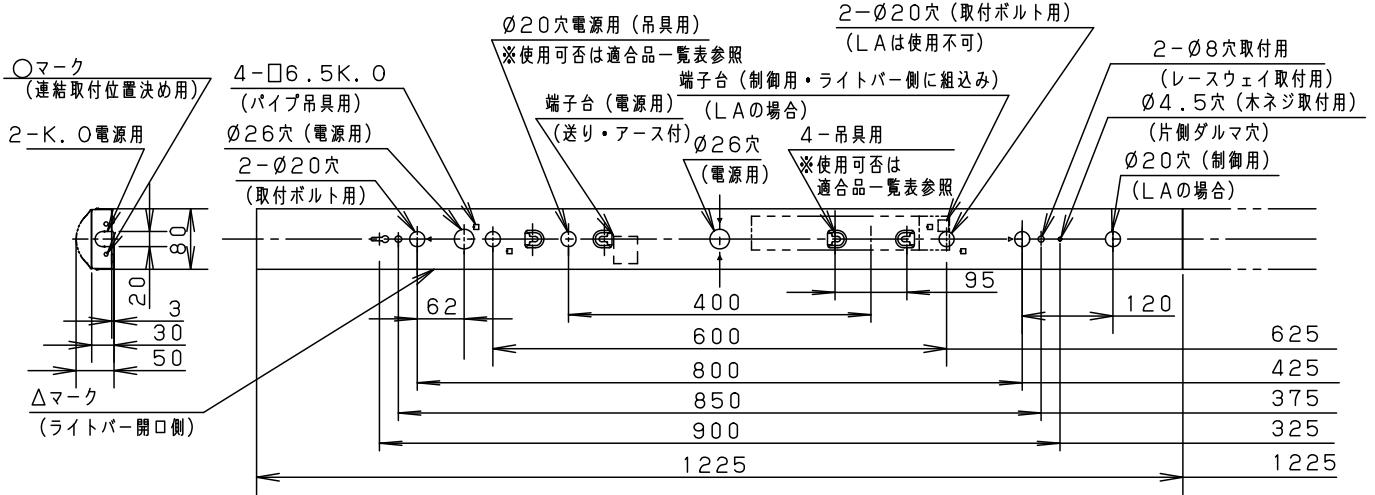 ○マーク
(連結取付位置決め用)
2-K.O電源用
4-□6.5K.O
(パイプ吊具用)
Ø26穴(電源用)
2-Ø20穴
(取付ボルト用)
Ø20穴電源用(吊具用)
※使用可否は適合品一覧表参照
端子台(電源用)
(送り・アース付)
端子台(制御用・ライトバー側に組込み)
(LAの場合)
Ø26穴
(電源用)
4-吊具用
※使用可否は
適合品一覧表参照
2-Ø20穴(取付ボルト用)
(LAは使用不可)
2-Ø8穴取付用
(レースウェイ取付用)
Ø4.5穴(木ネジ取付用)
(片側ダルマ穴)
Ø20穴(制御用)
(LAの場合)
80
20
3
30
50
62
400
95
120
600
625
800
425
850
375
900
325
1225
1225
△マーク
(ライトバー開口側)